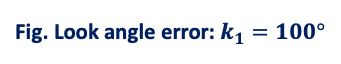 Fig. Look angle error: k₁ = 100°